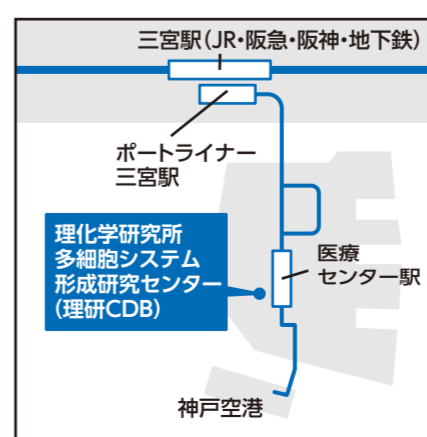 三宮駅(JR・阪急・阪神・地下鉄)
ポートライナー
三宮駅
理化学研究所
多細胞システム
形成研究センター
(理研CDB)
医療
センター駅
神戸空港